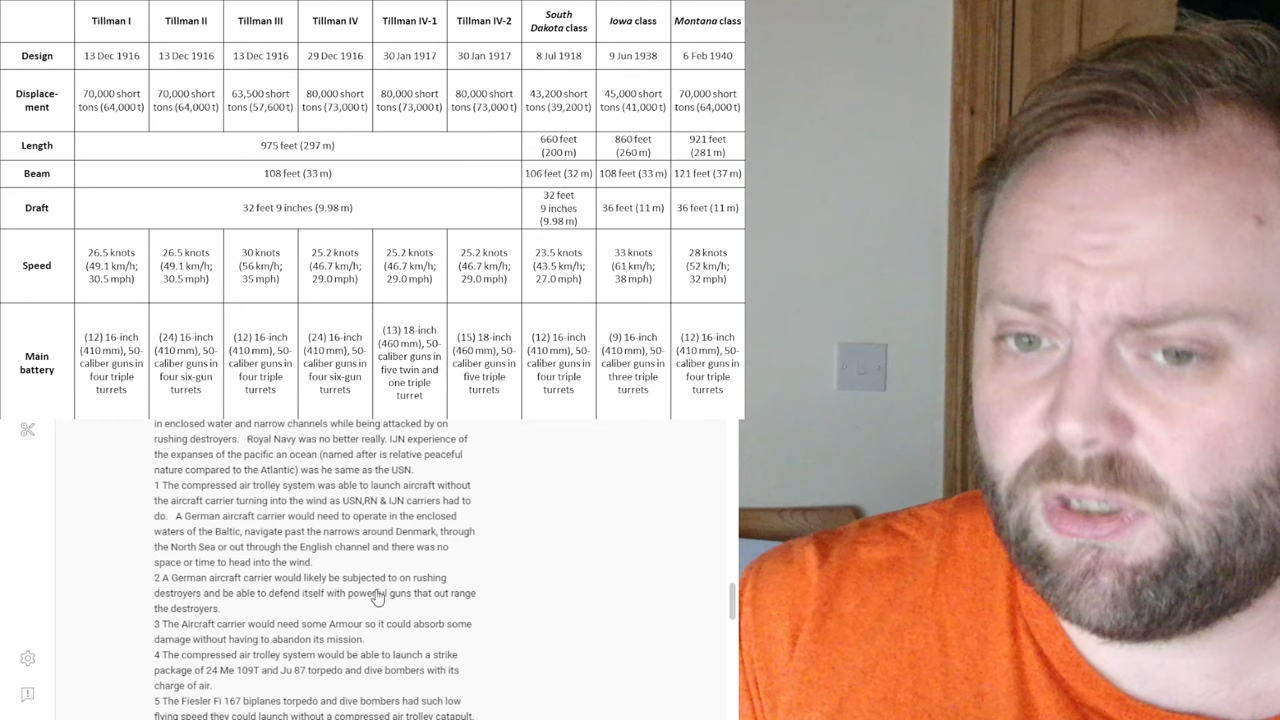 Tillman I Tillman II Tillman III Tillman IV Tillman IV-1 Tillman IV-2 South Dakota class Iowa class Montana class
Design 13 Dec 1916 13 Dec 1916 13 Dec 1916 29 Dec 1916 30 Jan 1917 30 Jan 1917 8 Jul 1918 9 Jun 1938 6 Feb 1940
Displace-ment 70,000 short tons (64,000 t) 70,000 short tons (64,000 t) 63,500 short tons (57,600 t) 80,000 short tons (73,000 t) 80,000 short tons (73,000 t) 80,000 short tons (73,000 t) 43,200 short tons (39,200 t) 45,000 short tons (41,000 t) 70,000 short tons (64,000 t)
Length 975 feet (297 m) 660 feet (200 m) 860 feet (260 m) 921 feet (281 m)
Beam 108 feet (33 m) 106 feet (32 m) 108 feet (33 m) 121 feet (37 m)
Draft 32 feet 9 inches (9.98 m) 32 feet 9 inches (9.98 m) 36 feet (11 m) 36 feet (11 m)
Speed 26.5 knots (49.1 km/h; 30.5 mph) 26.5 knots (49.1 km/h; 30.5 mph) 30 knots (56 km/h; 35 mph) 25.2 knots (46.7 km/h; 29.0 mph) 25.2 knots (46.7 km/h; 29.0 mph) 25.2 knots (46.7 km/h; 29.0 mph) 23.5 knots (43.5 km/h; 27.0 mph) 33 knots (61 km/h; 38 mph) 28 knots (52 km/h; 32 mph)
Main battery (12) 16-inch (410 mm), 50-caliber guns in four triple turrets (24) 16-inch (410 mm), 50-caliber guns in four six-gun turrets (12) 16-inch (410 mm), 50-caliber guns in four triple turrets (24) 16-inch (410 mm), 50-caliber guns in four six-gun turrets (13) 18-inch (460 mm), 50-caliber guns in five twin and one triple turret (15) 18-inch (460 mm), 50-caliber guns in five triple turrets (12) 16-inch (410 mm), 50-caliber guns in four triple turrets (9) 16-inch (410 mm), 50-caliber guns in three triple turrets (12) 16-inch (410 mm), 50-caliber guns in four triple turrets
in enclosed water and narrow channels while being attacked by on
rushing destroyers. Royal Navy was no better really. IJN experience of
the expanses of the pacific an ocean (named after is relative peaceful
nature compared to the Atlantic) was he same as the USN.
1 The compressed air trolley system was able to launch aircraft without
the aircraft carrier turning into the wind as USN,RN & IJN carriers had to
do. A German aircraft carrier would need to operate in the enclosed
waters of the Baltic, navigate past the narrows around Denmark, through
the North Sea or out through the English channel and there was no
space or time to head into the wind.
2 A German aircraft carrier would likely be subjected to on rushing
destroyers and be able to defend itself with powerful guns that out range
the destroyers.
3 The Aircraft carrier would need some Armour so it could absorb some
damage without having to abandon its mission.
4 The compressed air trolley system would be able to launch a strike
package of 24 Me 109T and Ju 87 torpedo and dive bombers with its
charge of air.
5 The Fiesler Fi 167 biplanes torpedo and dive bombers had such low
flying speed they could launch without a compressed air trolley catapult.